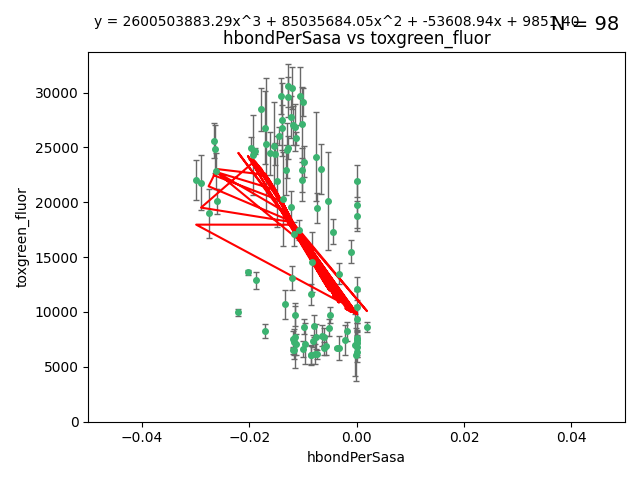 y = 2600503883.29x^3 + 85035684.05x^2 + -53608.94x + 9851.40
N = 98
hbondPerSasa vs toxgreen_fluor
toxgreen_fluor
30000
25000
20000
15000
10000
5000
0
−0.04 −0.02 0.00 0.02 0.04
hbondPerSasa